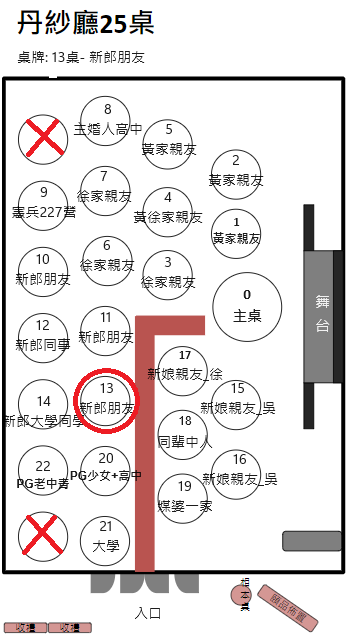 丹紗廳25桌
桌牌: 13桌- 新郎朋友
8
主婚人高中
5
黃家親友
2
黃家親友
7
徐家親友
9
憲兵227營
4
黃徐家親友
1
黃家親友
6
徐家親友
10
新郎朋友
3
徐家親友
0
主桌
舞台
11
新郎朋友
12
新郎同事
17
新娘親友_徐
13
新郎朋友
15
新娘親友_吳
14
新郎大學同學
18
同輩中人
20
PG少女+高中
22
PG老中青
16
新娘親友_吳
19
媒婆一家
21
大學
入口
相本桌
收禮
收禮